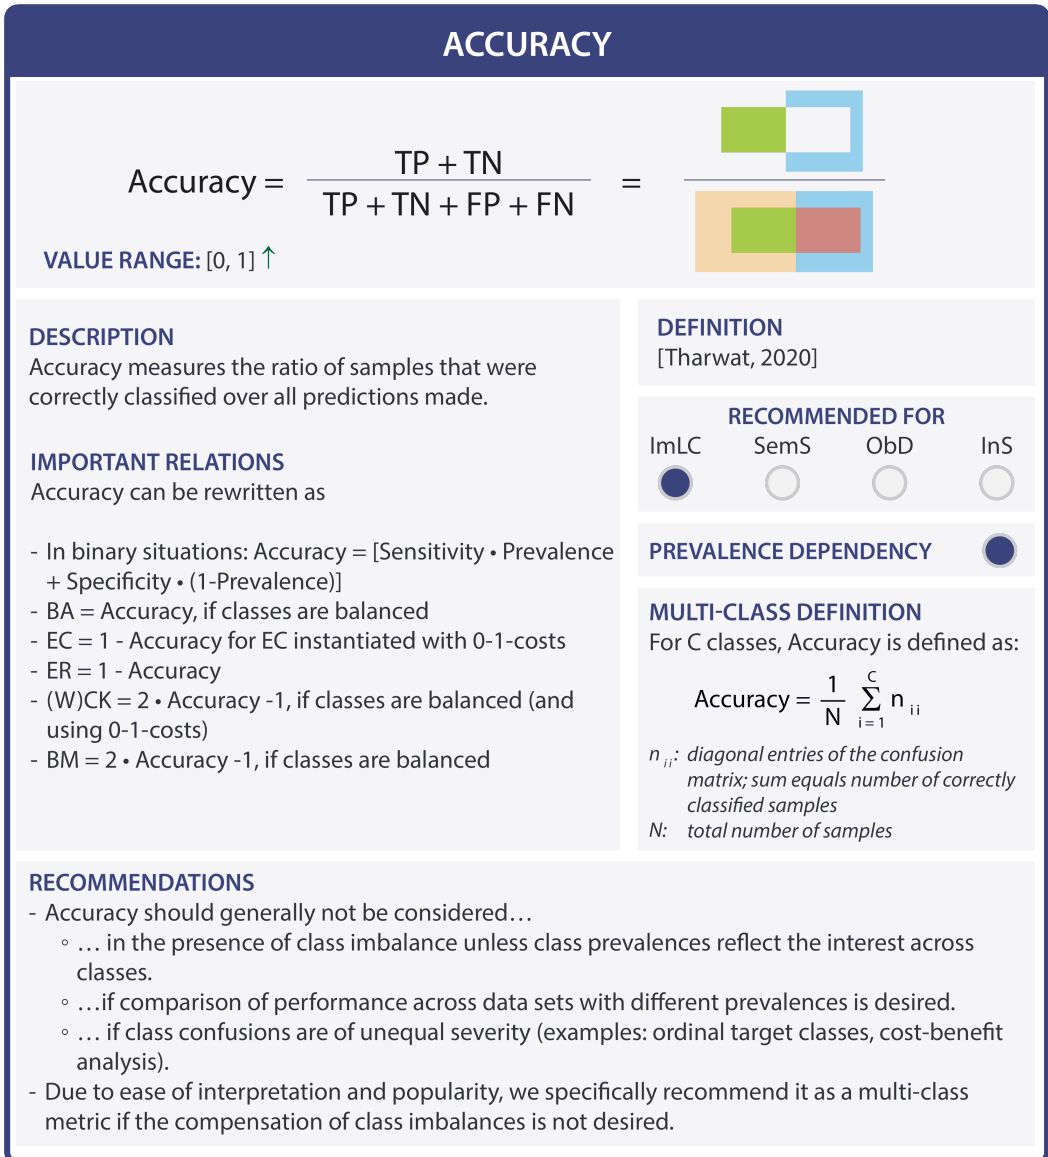 ACCURACY
Accuracy = TP + TN / TP + TN + FP + FN =
VALUE RANGE: [0, 1] ↑
DESCRIPTION
Accuracy measures the ratio of samples that were
correctly classified over all predictions made.
IMPORTANT RELATIONS
Accuracy can be rewritten as
- In binary situations: Accuracy = [Sensitivity • Prevalence
+ Specificity • (1-Prevalence)]
- BA = Accuracy, if classes are balanced
- EC = 1 - Accuracy for EC instantiated with 0-1-costs
- ER = 1 - Accuracy
- (W)CK = 2 • Accuracy -1, if classes are balanced (and
using 0-1-costs)
- BM = 2 • Accuracy -1, if classes are balanced
DEFINITION
[Tharwat, 2020]
RECOMMENDED FOR
ImLC SemS ObD InS
PREVALENCE DEPENDENCY
MULTI-CLASS DEFINITION
For C classes, Accuracy is defined as:
Accuracy = 1/N C Σ i = 1 n i i
n i i: diagonal entries of the confusion
matrix; sum equals number of correctly
classified samples
N: total number of samples
RECOMMENDATIONS
- Accuracy should generally not be considered…
◦ … in the presence of class imbalance unless class prevalences reflect the interest across
classes.
◦ …if comparison of performance across data sets with different prevalences is desired.
◦ … if class confusions are of unequal severity (examples: ordinal target classes, cost-benefit
analysis).
- Due to ease of interpretation and popularity, we specifically recommend it as a multi-class
metric if the compensation of class imbalances is not desired.